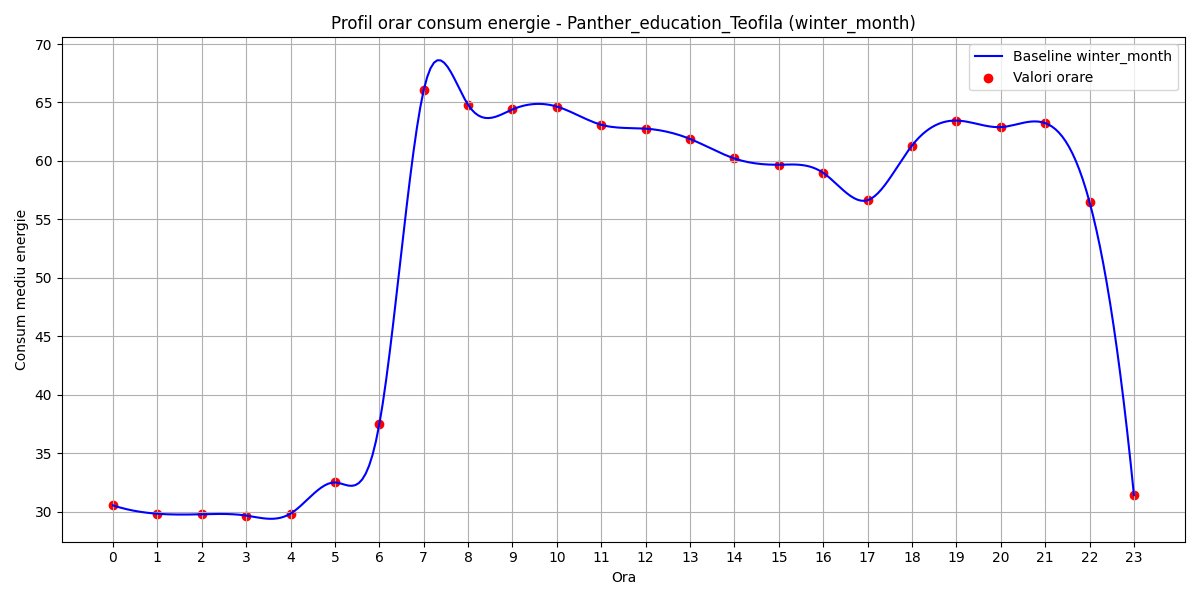 Profil orar consum energie - Panther_education_Teofila (winter_month)
Baseline winter_month
Valori orare
Consum mediu energie
70
65
60
55
50
45
40
35
30
0 1 2 3 4 5 6 7 8 9 10 11 12 13 14 15 16 17 18 19 20 21 22 23
Ora